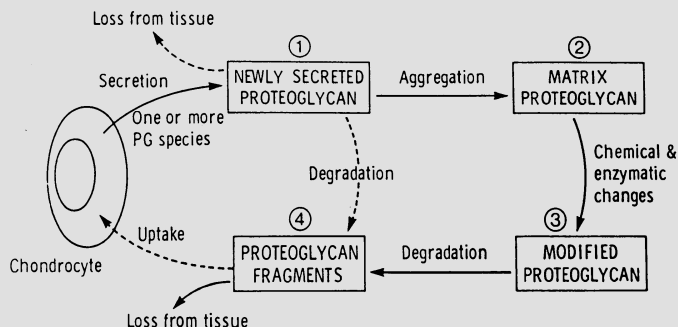 Loss from tissue
①
②
Secretion
NEWLY SECRETED
PROTEOGLYCAN
Aggregation
MATRIX
PROTEOGLYCAN
One or more
PG species
Degradation
Chemical &
enzymatic
changes
④
③
Uptake
PROTEOGLYCAN
FRAGMENTS
Degradation
MODIFIED
PROTEOGLYCAN
Chondrocyte
Loss from tissue